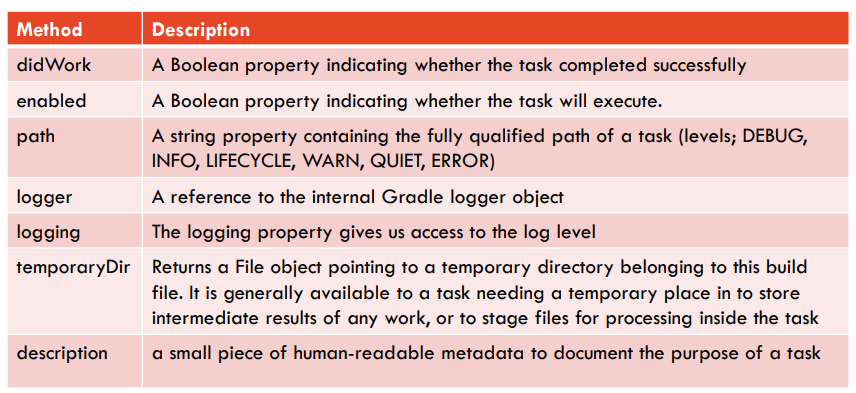 Method Description
didWork A Boolean property indicating whether the task completed successfully
enabled A Boolean property indicating whether the task will execute.
path A string property containing the fully qualified path of a task (levels; DEBUG,
INFO, LIFECYCLE, WARN, QUIET, ERROR)
logger A reference to the internal Gradle logger object
logging The logging property gives us access to the log level
temporaryDir Returns a File object pointing to a temporary directory belonging to this build
file. It is generally available to a task needing a temporary place in to store
intermediate results of any work, or to stage files for processing inside the task
description a small piece of human-readable metadata to document the purpose of a task